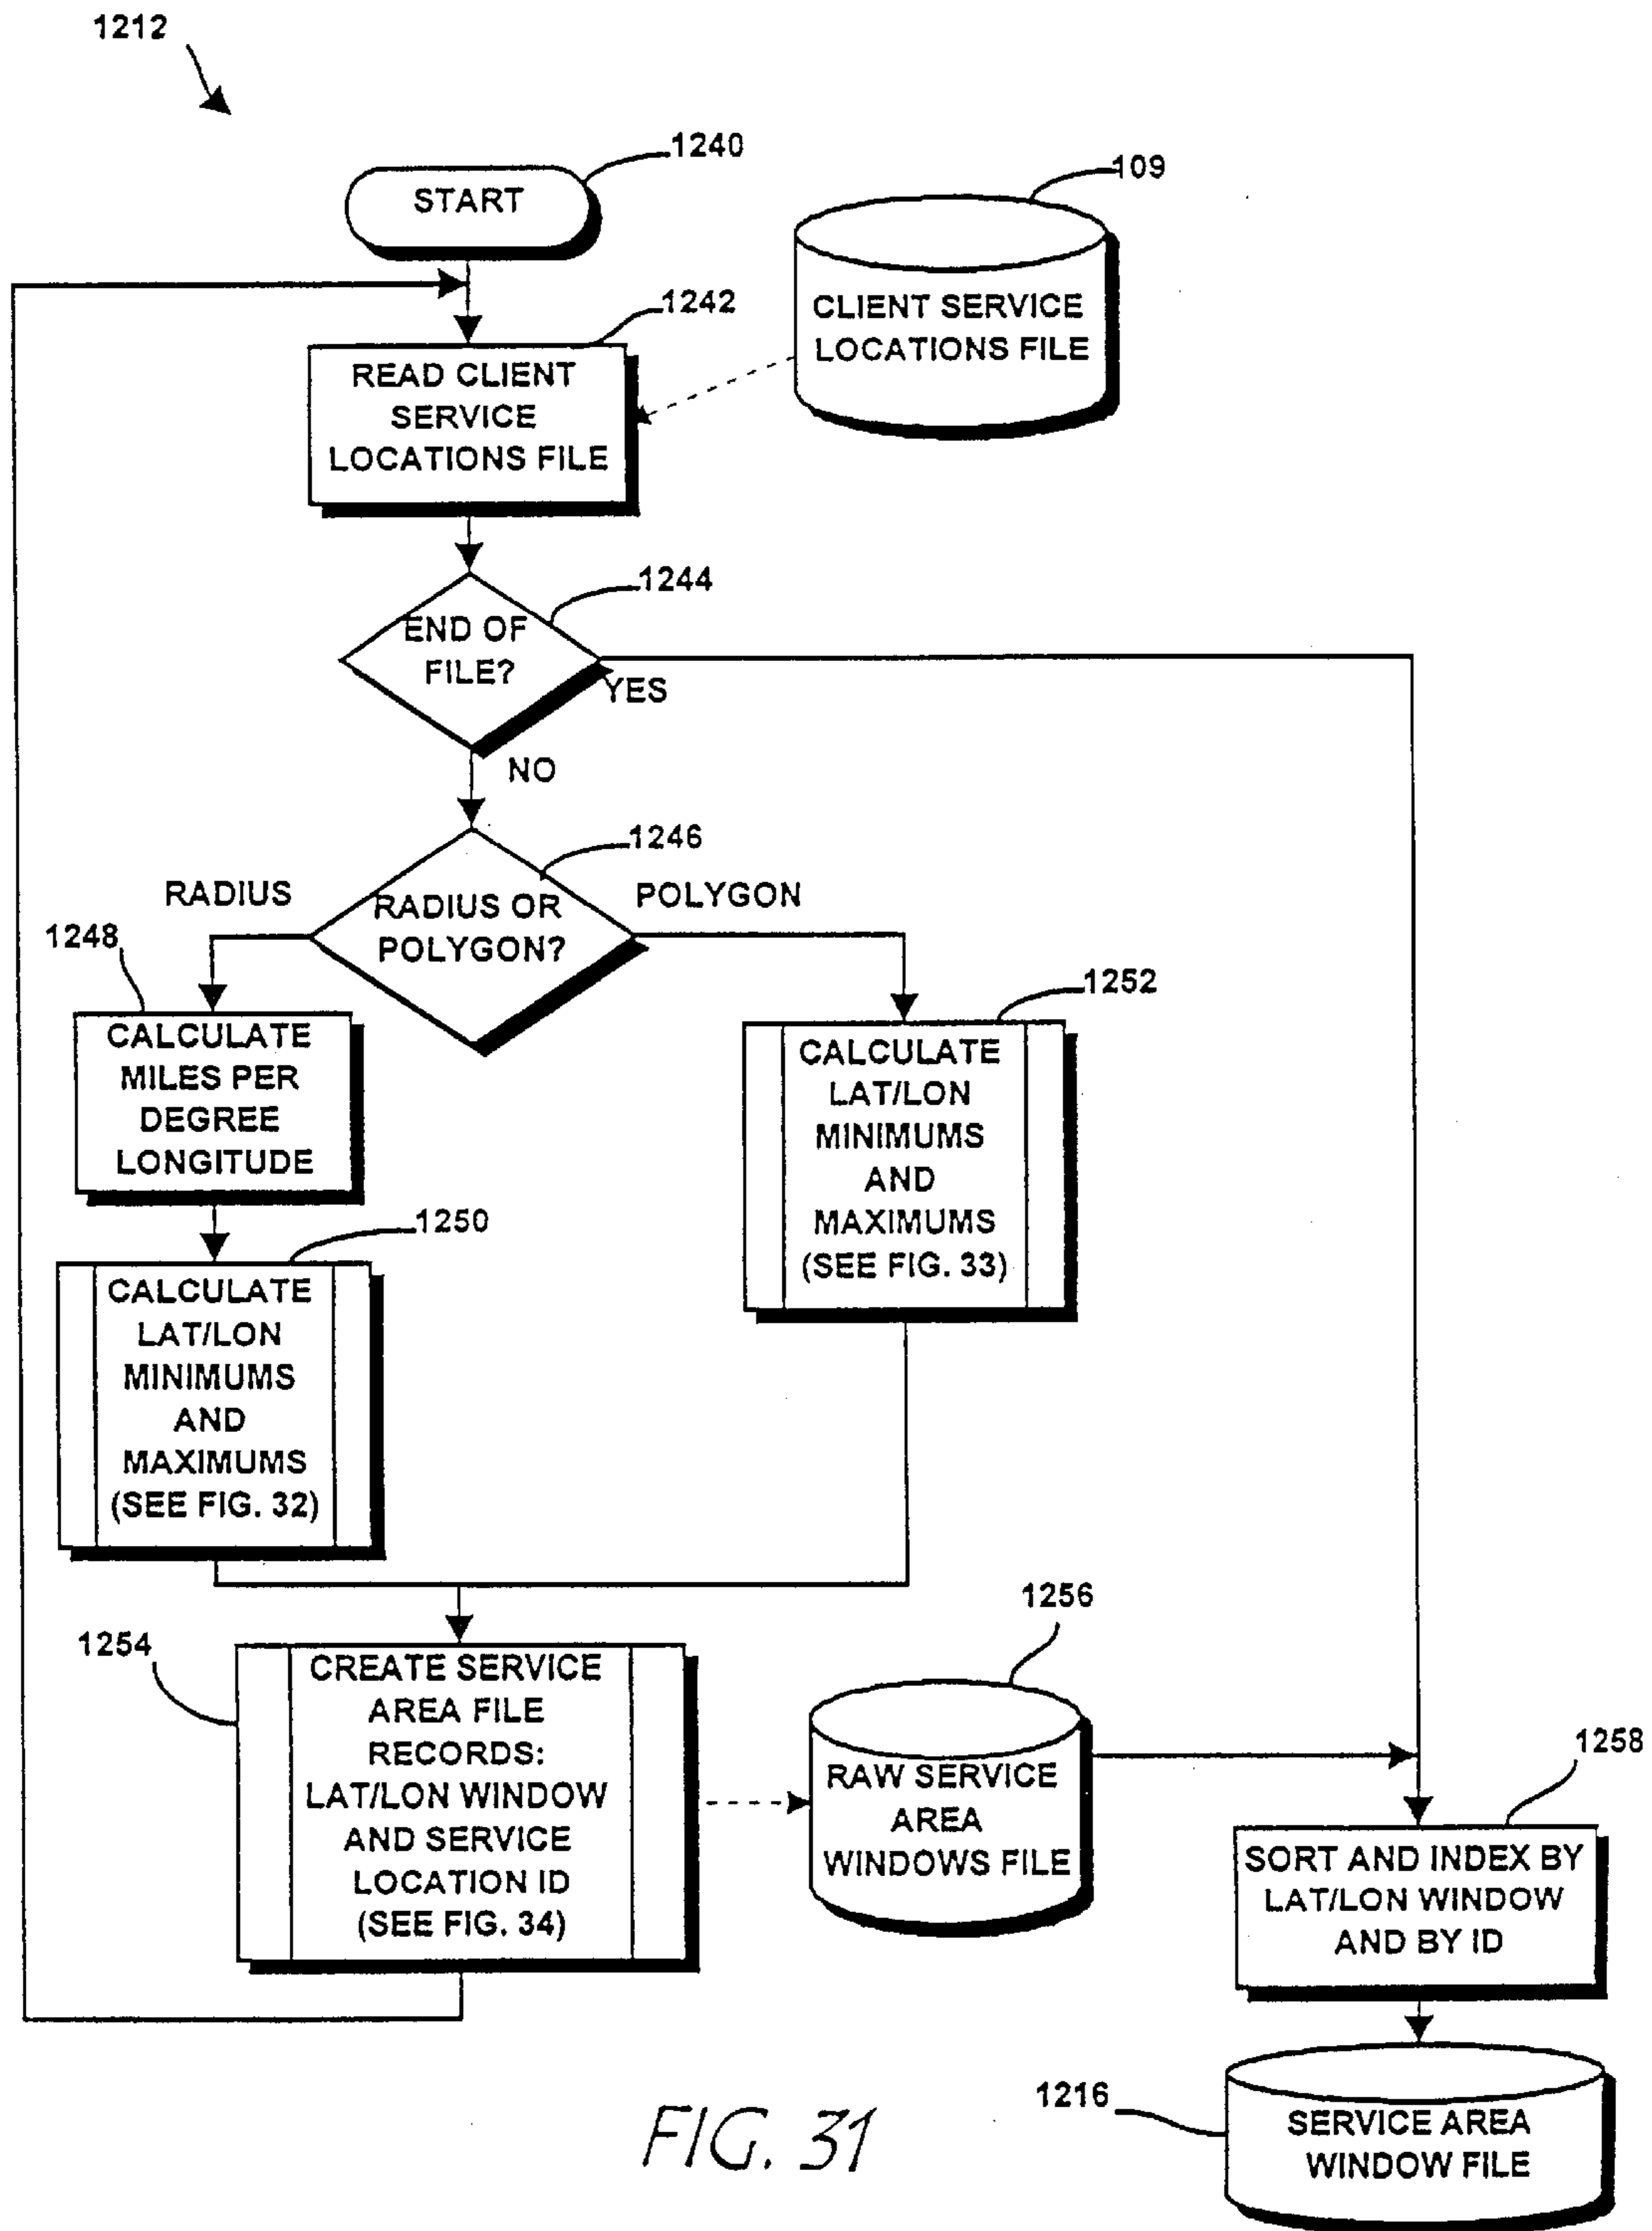 1212
1240
START
109
CLIENT SERVICE
LOCATIONS FILE
1242
READ CLIENT
SERVICE
LOCATIONS FILE
1244
END OF
FILE?
YES
NO
1246
RADIUS
RADIUS OR
POLYGON?
POLYGON
1248
CALCULATE
MILES PER
DEGREE
LONGITUDE
1252
CALCULATE
LAT/LON
MINIMUMS
AND
MAXIMUMS
(SEE FIG. 33)
1250
CALCULATE
LAT/LON
MINIMUMS
AND
MAXIMUMS
(SEE FIG. 32)
1254
CREATE SERVICE
AREA FILE
RECORDS:
LAT/LON WINDOW
AND SERVICE
LOCATION ID
(SEE FIG. 34)
1256
RAW SERVICE
AREA
WINDOWS FILE
1258
SORT AND INDEX BY
LAT/LON WINDOW
AND BY ID
1216
SERVICE AREA
WINDOW FILE
FIG. 31